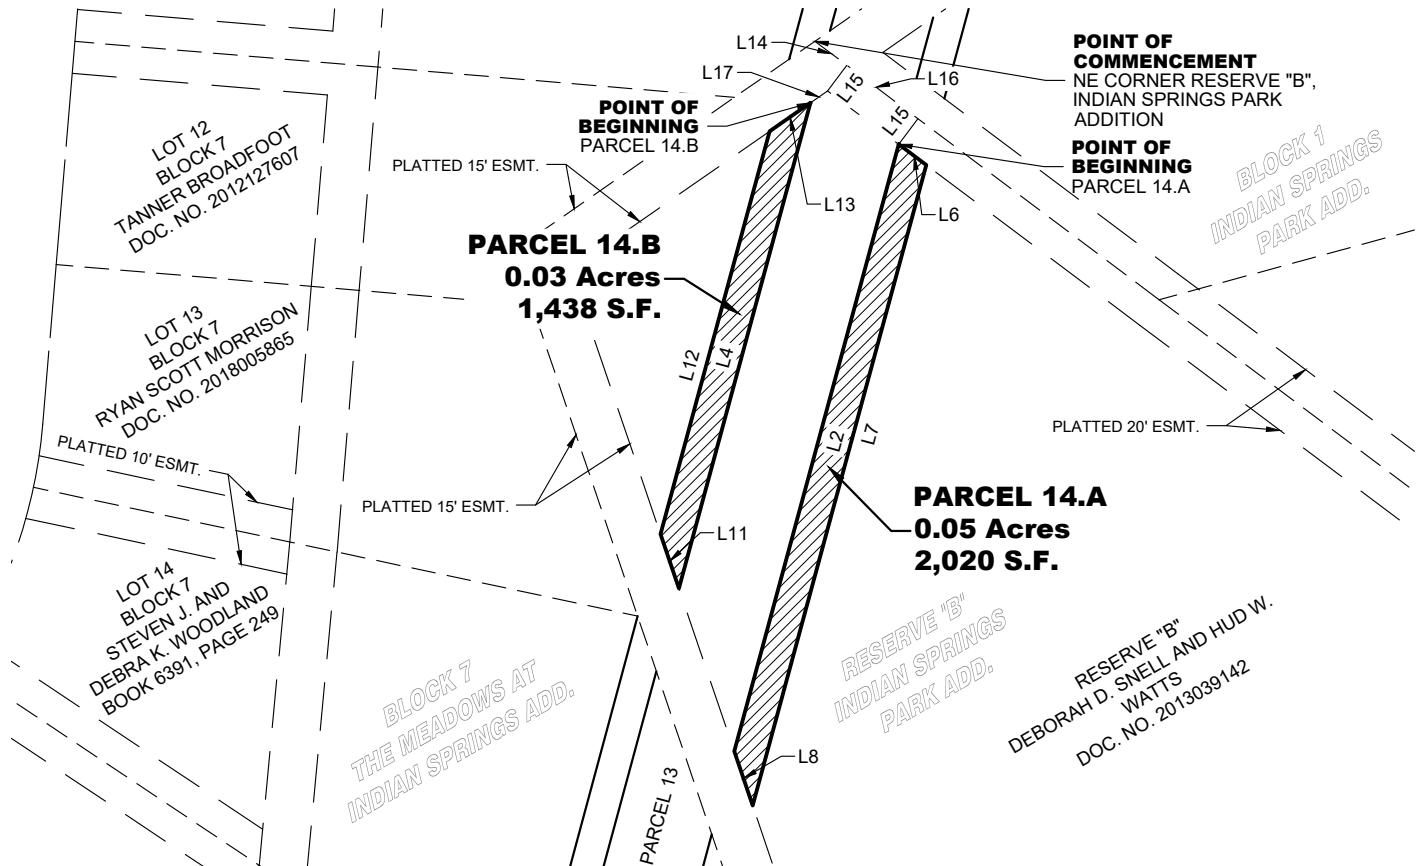 L14
L17
L15
L16
L15
POINT OF
COMMENCEMENT
NE CORNER RESERVE "B",
INDIAN SPRINGS PARK
ADDITION
POINT OF
BEGINNING
PARCEL 14.B
POINT OF
BEGINNING
PARCEL 14.A
LOT 12
BLOCK 7
TANNER BROADFOOT
DOC. NO. 2012127607
PLATTED 15' ESMT.
BLOCK 1
INDIAN SPRINGS
PARK ADD.
L13
L6
PARCEL 14.B
0.03 Acres
1,438 S.F.
LOT 13
BLOCK 7
RYAN SCOTT MORRISON
DOC. NO. 2018005865
L12
L4
L2
L7
PLATTED 20' ESMT.
PLATTED 10' ESMT.
PLATTED 15' ESMT.
L11
PARCEL 14.A
0.05 Acres
2,020 S.F.
LOT 14
BLOCK 7
STEVEN J. AND
DEBRA K. WOODLAND
BOOK 6391, PAGE 249
BLOCK 7
THE MEADOWS AT
INDIAN SPRINGS ADD.
RESERVE "B"
INDIAN SPRINGS
PARK ADD.
RESERVE "B"
DEBORAH D. SNELL AND HUD W.
WATTS
DOC. NO. 2013039142
L8
PARCEL 13